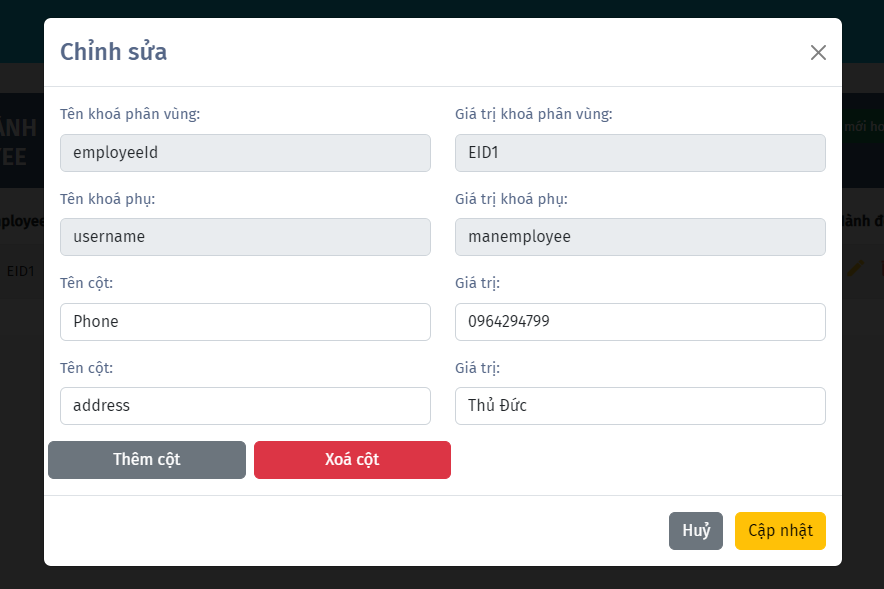 Chỉnh sửa
Tên khoá phân vùng: Giá trị khoá phân vùng:
employeeId EID1
Tên khoá phụ: Giá trị khoá phụ:
username manemployee
Tên cột: Giá trị:
Phone 0964294799
Tên cột: Giá trị:
address Thủ Đức
Thêm cột Xoá cột
Huỷ Cập nhật
EID1